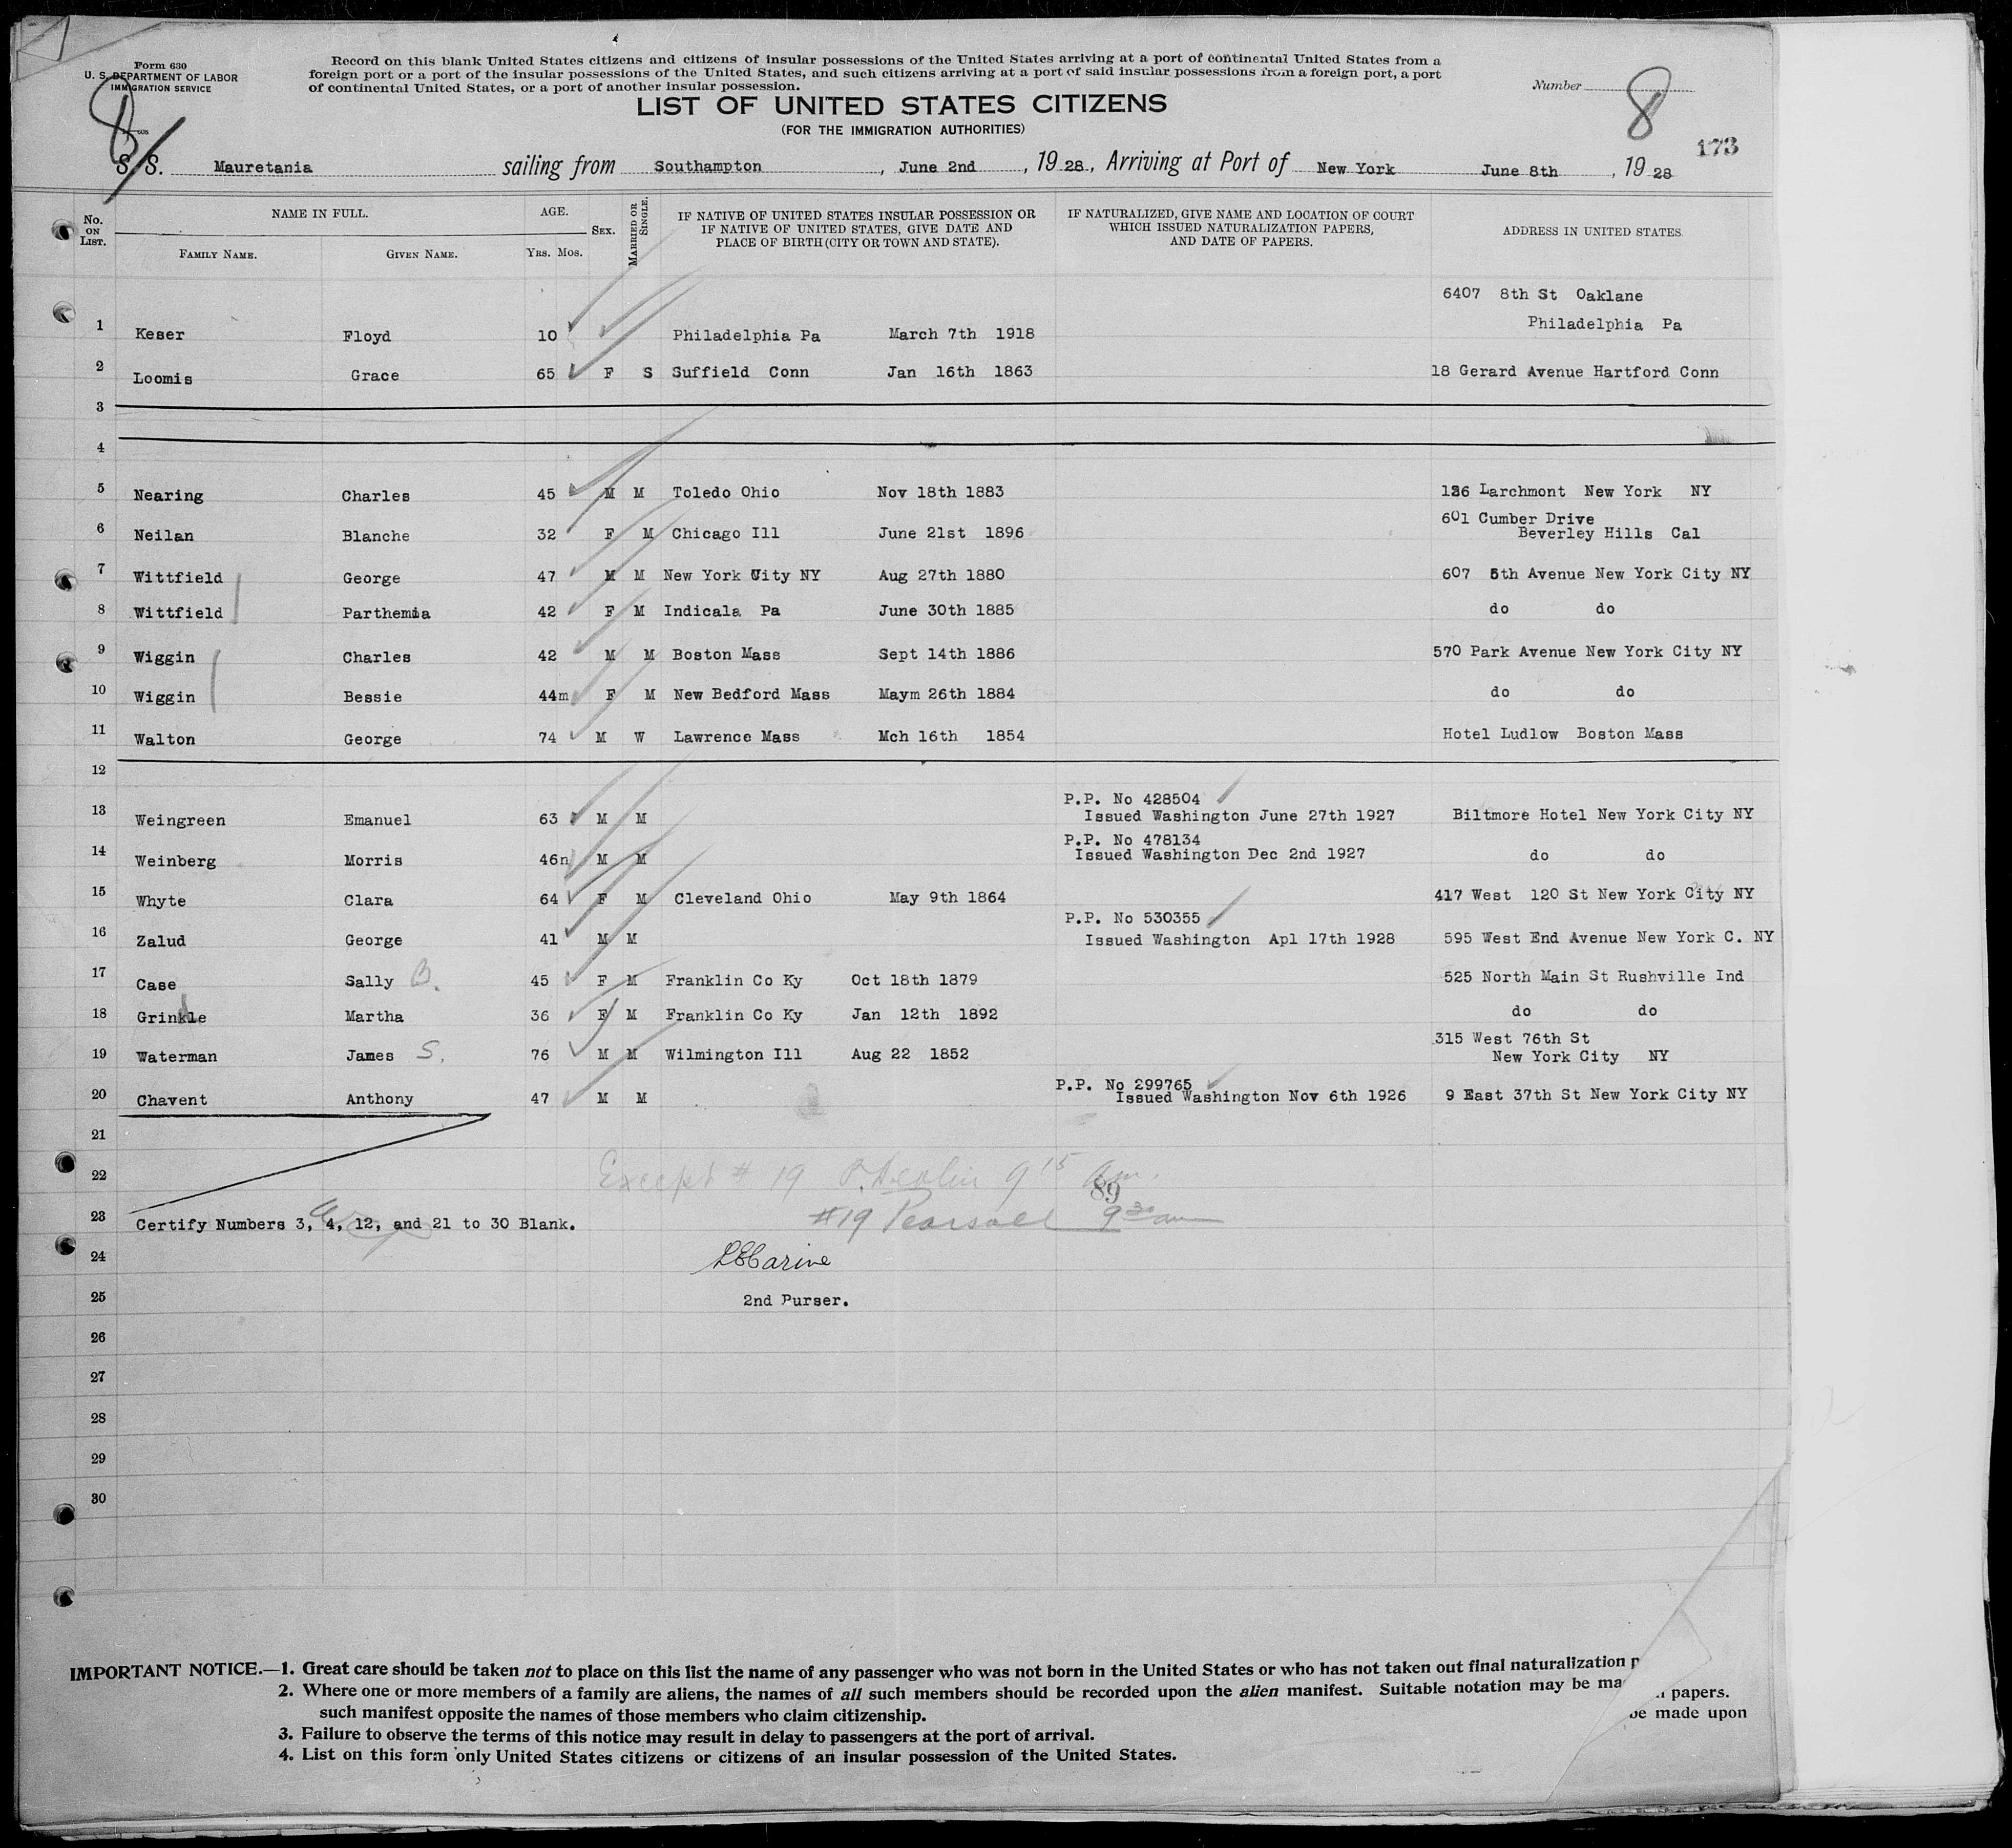 Form 630
U. S. DEPARTMENT OF LABOR
IMMIGRATION SERVICE
Record on this blank United States citizens and citizens of insular possessions of the United States arriving at a port of continental United States from a
foreign port or a port of the insular possessions of the United States, and such citizens arriving at a port of said insular possessions from a foreign port, a port
of continental United States, or a port of another insular possession.
Number 8
8
LIST OF UNITED STATES CITIZENS
(FOR THE IMMIGRATION AUTHORITIES)
173
S.S. Mauretania sailing from Southampton, June 2nd, 1928, Arriving at Port of New York June 8th, 1928
No. ON LIST. NAME IN FULL. AGE. SEX. MARRIED OR SINGLE. IF NATIVE OF UNITED STATES INSULAR POSSESSION OR IF NATIVE OF UNITED STATES, GIVE DATE AND PLACE OF BIRTH (CITY OR TOWN AND STATE). IF NATURALIZED, GIVE NAME AND LOCATION OF COURT WHICH ISSUED NATURALIZATION PAPERS, AND DATE OF PAPERS. ADDRESS IN UNITED STATES.
FAMILY NAME. GIVEN NAME. YRS. MOS.
6407 8th St Oaklane
1 Keser Floyd 10 Philadelphia Pa March 7th 1918 Philadelphia Pa
2 Loomis Grace 65 F S Suffield Conn Jan 16th 1863 18 Gerard Avenue Hartford Conn
3
4
5 Nearing Charles 45 M M Toledo Ohio Nov 18th 1883 126 Larchmont New York NY
601 Cumber Drive
6 Neilan Blanche 32 F M Chicago Ill June 21st 1896 Beverley Hills Cal
7 Wittfield George 47 M M New York City NY Aug 27th 1880 607 5th Avenue New York City NY
8 Wittfield Parthemia 42 F M Indicala Pa June 30th 1885 do do
9 Wiggin Charles 42 M M Boston Mass Sept 14th 1886 570 Park Avenue New York City NY
10 Wiggin Bessie 44m F M New Bedford Mass Maym 26th 1884 do do
11 Walton George 74 M W Lawrence Mass Mch 16th 1854 Hotel Ludlow Boston Mass
12
P.P. No 428504
13 Weingreen Emanuel 63 M M Issued Washington June 27th 1927 Biltmore Hotel New York City NY
P.P. No 478134
14 Weinberg Morris 46n M M Issued Washington Dec 2nd 1927 do do
15 Whyte Clara 64 F M Cleveland Ohio May 9th 1864 417 West 120 St New York City NY
P.P. No 530355
16 Zalud George 41 M M Issued Washington Apl 17th 1928 595 West End Avenue New York C. NY
17 Case Sally B. 45 F M Franklin Co Ky Oct 18th 1879 525 North Main St Rushville Ind
18 Grinkle Martha 36 F M Franklin Co Ky Jan 12th 1892 do do
315 West 76th St
19 Waterman James S. 76 M M Wilmington Ill Aug 22 1852 New York City NY
P.P. No 299765
20 Chavent Anthony 47 M M Issued Washington Nov 6th 1926 9 East 37th St New York City NY
21
22 Except # 19 9 15 am.
89
23 Certify Numbers 3, 4, 12, and 21 to 30 Blank. #19 Pearsall 9 30 am
24
25 2nd Purser.
26
27
28
29
30
IMPORTANT NOTICE.—1. Great care should be taken not to place on this list the name of any passenger who was not born in the United States or who has not taken out final naturalization p
2. Where one or more members of a family are aliens, the names of all such members should be recorded upon the alien manifest. Suitable notation may be ma
papers.
such manifest opposite the names of those members who claim citizenship.
be made upon
3. Failure to observe the terms of this notice may result in delay to passengers at the port of arrival.
4. List on this form only United States citizens or citizens of an insular possession of the United States.